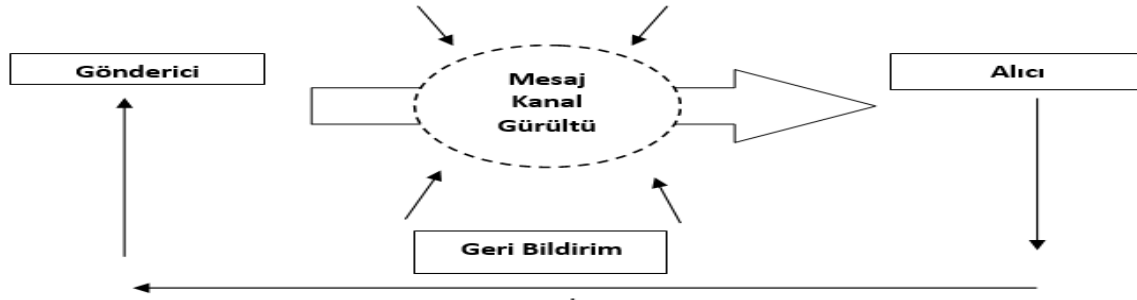 Gönderici
Mesaj
Kanal
Gürültü
Alıcı
Geri Bildirim